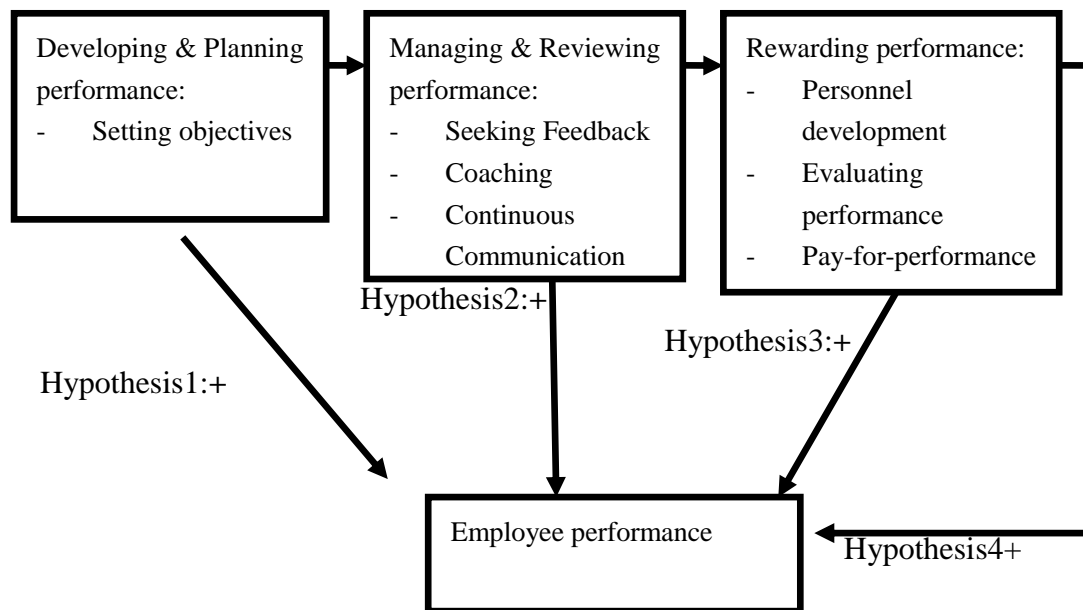 Developing & Planning
performance:
- Setting objectives
Managing & Reviewing
performance:
- Seeking Feedback
- Coaching
- Continuous
Communication
Rewarding performance:
- Personnel
development
- Evaluating
performance
- Pay-for-performance
Hypothesis2:+
Hypothesis3:+
Hypothesis1:+
Employee performance
Hypothesis4+